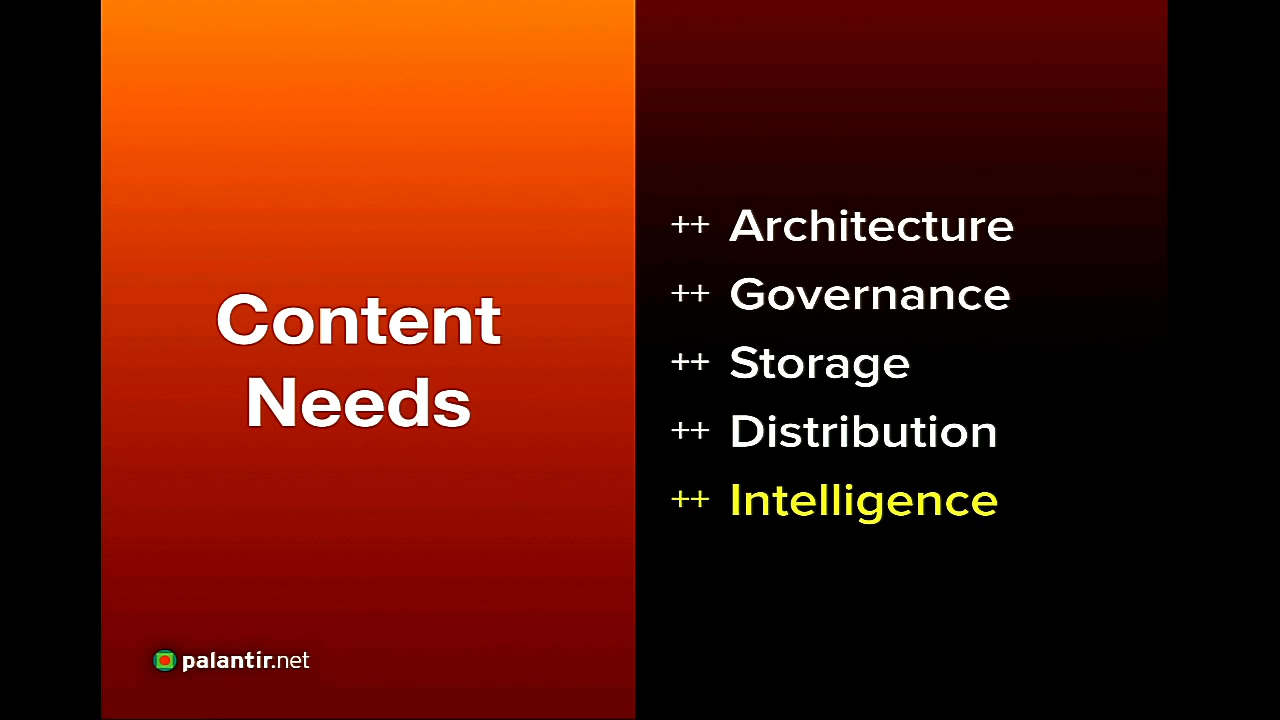 Content
Needs
++ Architecture
++ Governance
++ Storage
++ Distribution
++ Intelligence
palantir.net